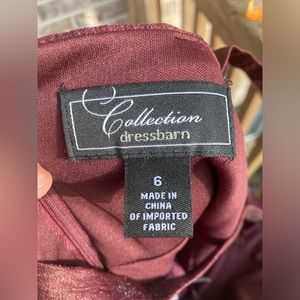 Collection
dressbarn
6
MADE IN
CHINA
OF IMPORTED
FABRIC